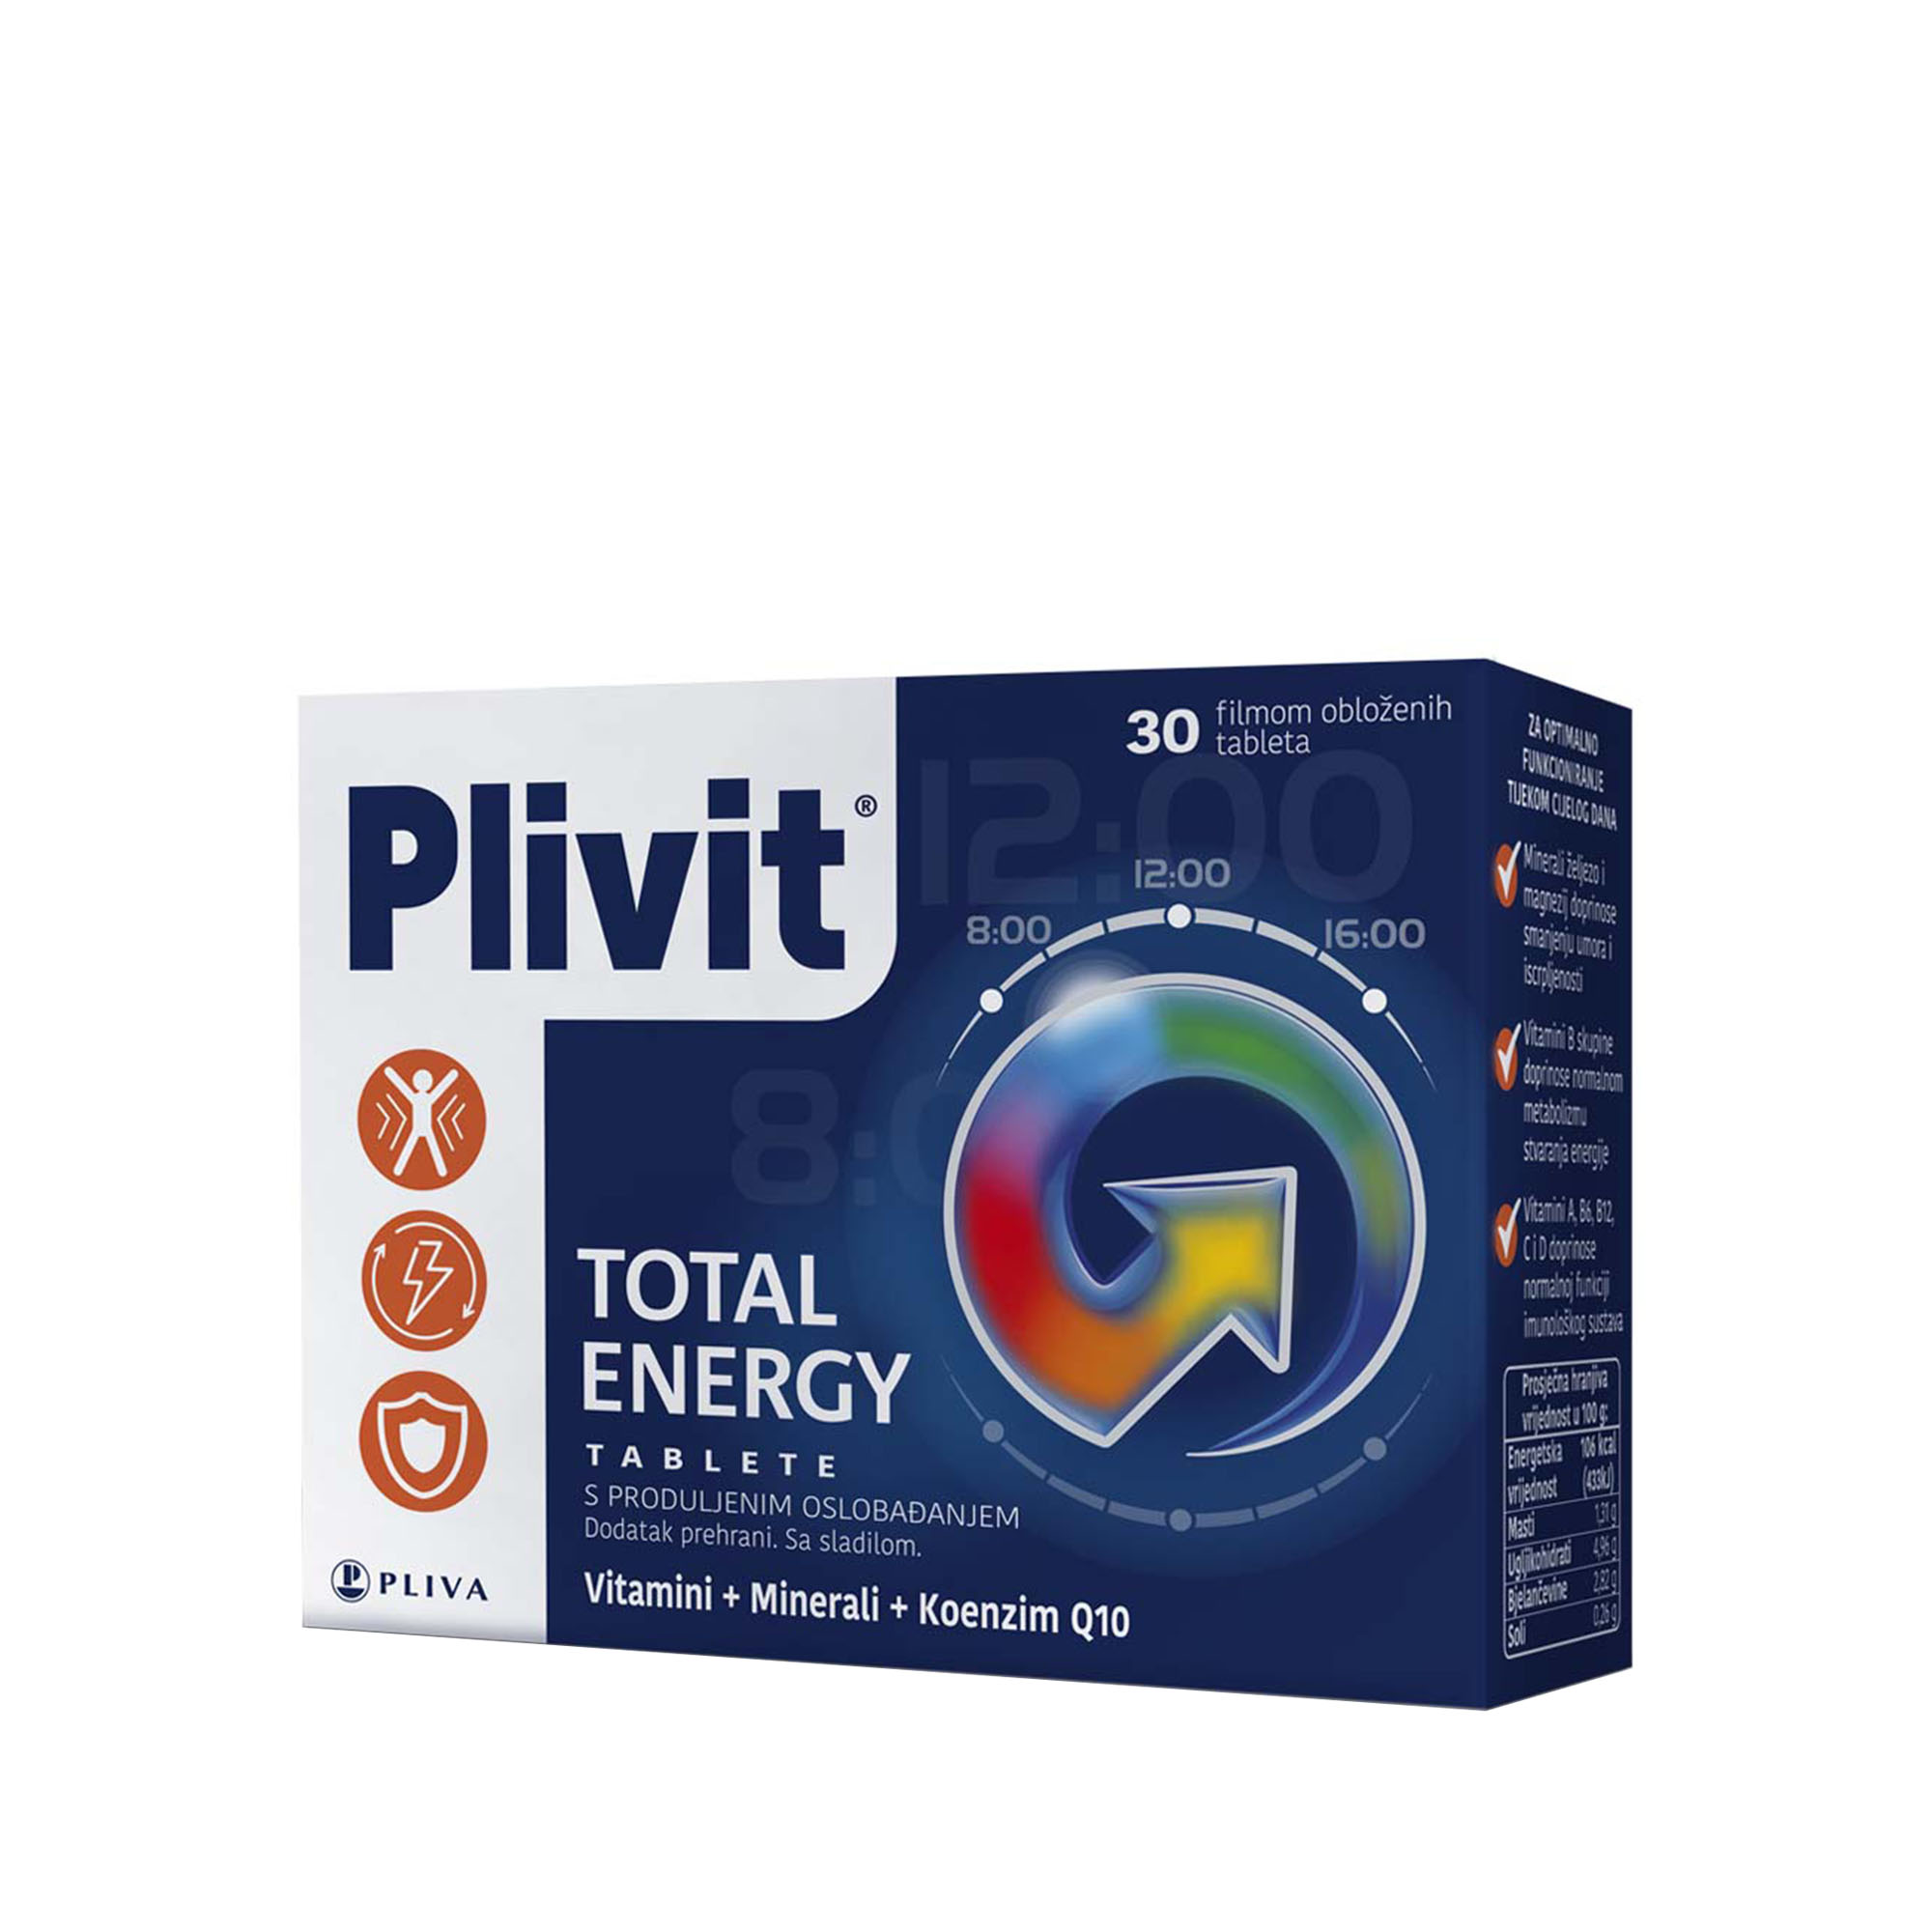 Plivit®
30 filmom obloženih
tableta
12:00
8:00
12:00
8:00
16:00
TOTAL
ENERGY
TABLETE
S PRODULJENIM OSLOBAĐANJEM
Dodatak prehrani. Sa sladilom.
Vitamini + Minerali + Koenzim Q10
P PLIVA
ZA OPTIMALNO
FUNKCIONIRANJE
TIJEKOM CIJELOG DANA
Minerali željezo i
magnezij doprinose
smanjenju umora i
iscrpljenosti
Vitamini B skupine
doprinose normalnom
metabolizmu
stvaranja energije
Vitamini A, B6, B12,
C i D doprinose
normalnoj funkciji
imunološkog sustava
Prosječna hranjiva
vrijednost u 100 g:
Energetska 106 kcal
vrijednost (433kJ)
Masti 1,31 g
Ugljikohidrati 4,96 g
Bjelančevine 2,82 g
Soli 0,26 g